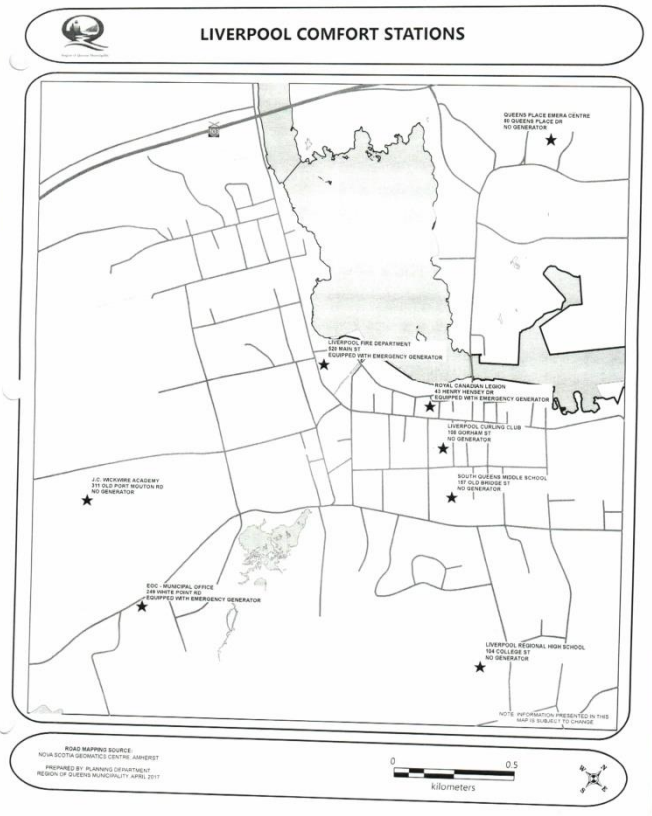 LIVERPOOL COMFORT STATIONS
QUEENS PLACE EMERA CENTRE
50 QUEENS PLACE DR
NO GENERATOR
103
LIVERPOOL FIRE DEPARTMENT
526 MAIN ST
EQUIPPED WITH EMERGENCY GENERATOR
ROYAL CANADIAN LEGION
43 HENRY HENSEY DR
EQUIPPED WITH EMERGENCY GENERATOR
LIVERPOOL CURLING CLUB
156 GORHAM ST
NO GENERATOR
SOUTH QUEENS MIDDLE SCHOOL
157 OLD BRIDGE ST
NO GENERATOR
J.C. WICKWIRE ACADEMY
311 OLD PORT MOUTON RD
NO GENERATOR
EOC - MUNICIPAL OFFICE
249 WHITE POINT RD
EQUIPPED WITH EMERGENCY GENERATOR
LIVERPOOL REGIONAL HIGH SCHOOL
104 COLLEGE ST
NO GENERATOR
NOTE: INFORMATION PRESENTED IN THIS
MAP IS SUBJECT TO CHANGE
ROAD MAPPING SOURCE:
NOVA SCOTIA GEOMATICS CENTRE, AMHERST
PREPARED BY PLANNING DEPARTMENT
REGION OF QUEENS MUNICIPALITY, APRIL 2017
0 0.5
kilometers
N
W
E
S